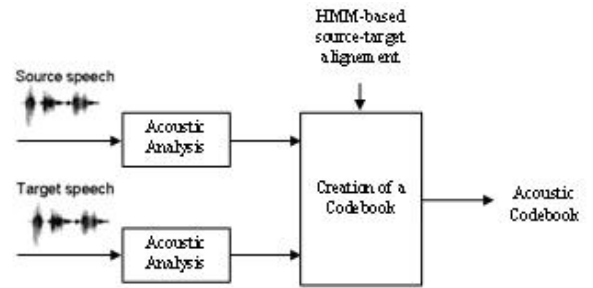 HMM-based
source-target
alignement
Source speech
Acoustic
Analysis
Creation of a
Codebook
Acoustic
Codebook
Target speech
Acoustic
Analysis